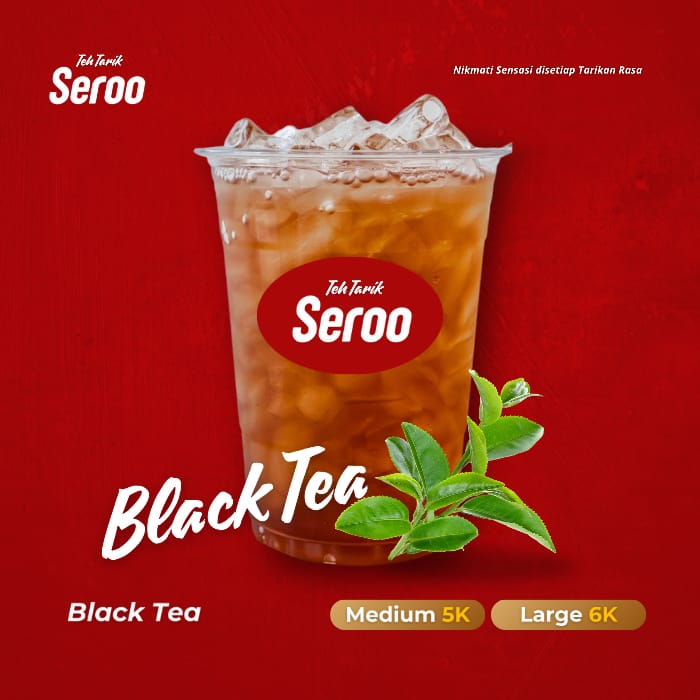 Teh Tarik
Seroo
Nikmati Sensasi disetiap Tarikan Rasa
Teh Tarik
Seroo
Black Tea
Black Tea
Medium 5K
Large 6K